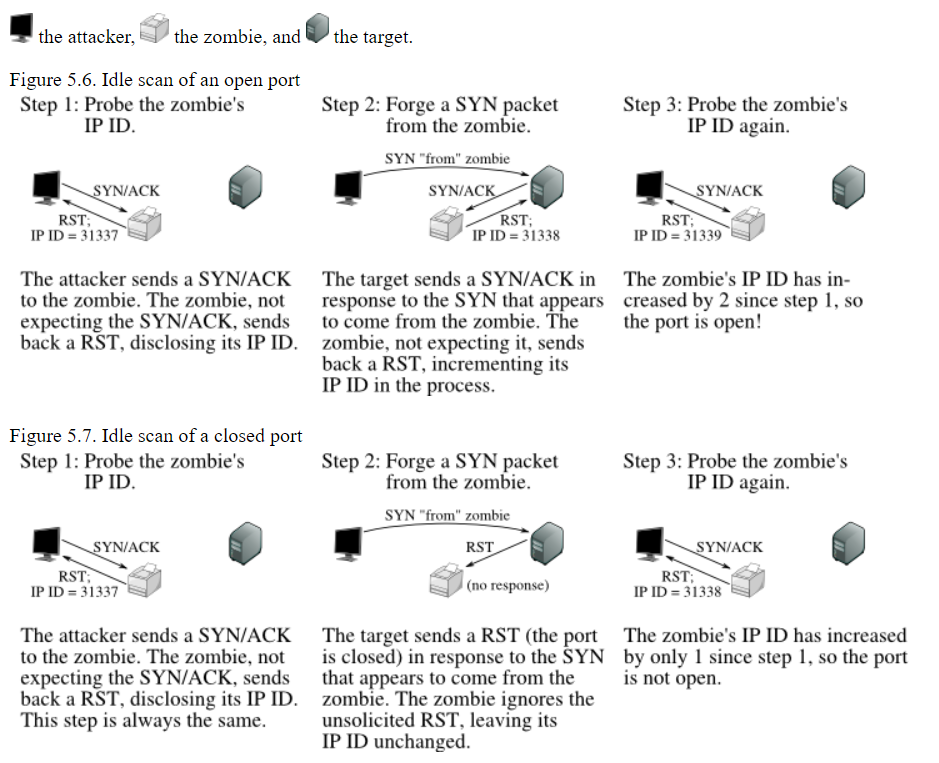 the attacker, the zombie, and the target.
Figure 5.6. Idle scan of an open port
Step 1: Probe the zombie's
IP ID.
SYN/ACK
RST;
IP ID = 31337
The attacker sends a SYN/ACK
to the zombie. The zombie, not
expecting the SYN/ACK, sends
back a RST, disclosing its IP ID.
Step 2: Forge a SYN packet
from the zombie.
SYN "from" zombie
SYN/ACK
RST;
IP ID = 31338
The target sends a SYN/ACK in
response to the SYN that appears
to come from the zombie. The
zombie, not expecting it, sends
back a RST, incrementing its
IP ID in the process.
Step 3: Probe the zombie's
IP ID again.
SYN/ACK
RST;
IP ID = 31339
The zombie's IP ID has in-
creased by 2 since step 1, so
the port is open!
Figure 5.7. Idle scan of a closed port
Step 1: Probe the zombie's
IP ID.
SYN/ACK
RST;
IP ID = 31337
The attacker sends a SYN/ACK
to the zombie. The zombie, not
expecting the SYN/ACK, sends
back a RST, disclosing its IP ID.
This step is always the same.
Step 2: Forge a SYN packet
from the zombie.
SYN "from" zombie
RST
(no response)
The target sends a RST (the port
is closed) in response to the SYN
that appears to come from the
zombie. The zombie ignores the
unsolicited RST, leaving its
IP ID unchanged.
Step 3: Probe the zombie's
IP ID again.
SYN/ACK
RST;
IP ID = 31338
The zombie's IP ID has increased
by only 1 since step 1, so the port
is not open.